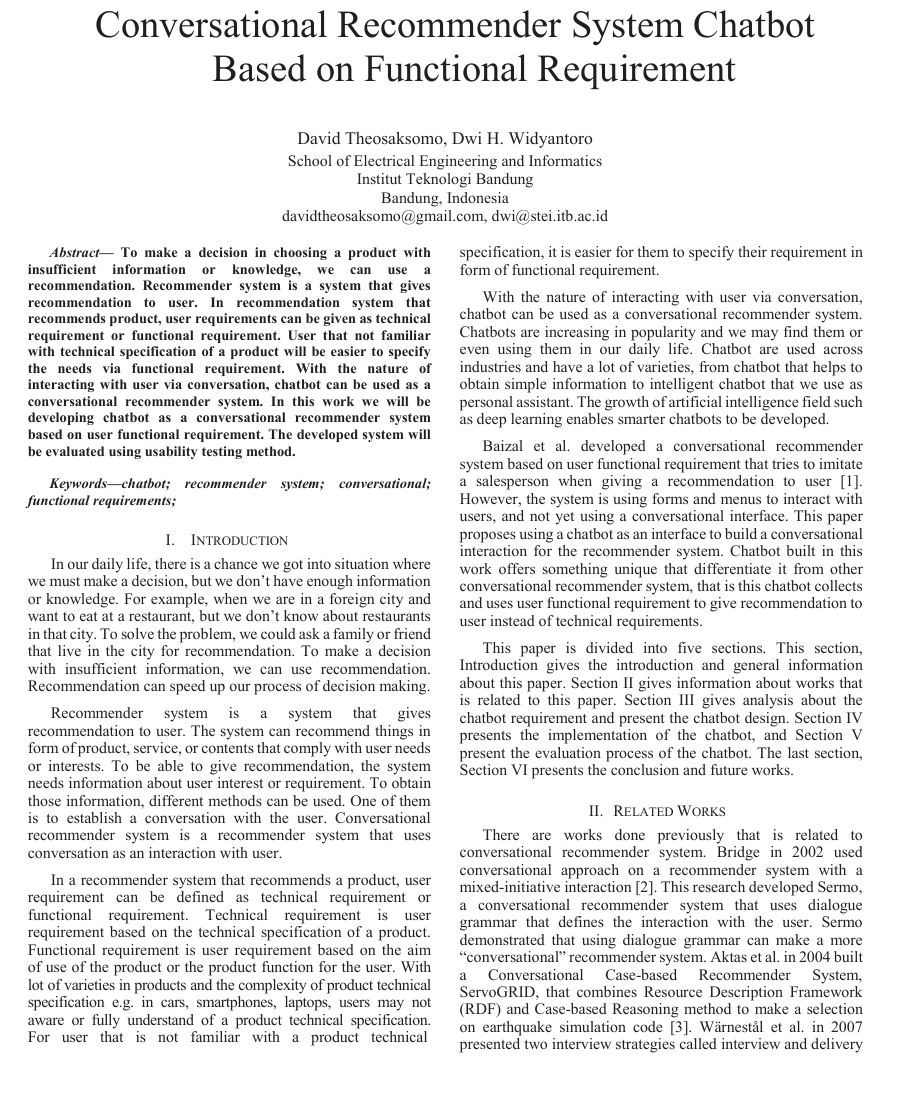 Conversational Recommender System Chatbot
Based on Functional Requirement
David Theosaksomo, Dwi H. Widyantoro
School of Electrical Engineering and Informatics
Institut Teknologi Bandung
Bandung, Indonesia
davidtheosaksomo@gmail.com, dwi@stei.itb.ac.id
Abstract— To make a decision in choosing a product with
insufficient information or knowledge, we can use a
recommendation. Recommender system is a system that gives
recommendation to user. In recommendation system that
recommends product, user requirements can be given as technical
requirement or functional requirement. User that not familiar
with technical specification of a product will be easier to specify
the needs via functional requirement. With the nature of
interacting with user via conversation, chatbot can be used as a
conversational recommender system. In this work we will be
developing chatbot as a conversational recommender system
based on user functional requirement. The developed system will
be evaluated using usability testing method.
Keywords—chatbot; recommender system; conversational;
functional requirements;
I. INTRODUCTION
In our daily life, there is a chance we got into situation where
we must make a decision, but we don't have enough information
or knowledge. For example, when we are in a foreign city and
want to eat at a restaurant, but we don't know about restaurants
in that city. To solve the problem, we could ask a family or friend
that live in the city for recommendation. To make a decision
with insufficient information, we can use recommendation.
Recommendation can speed up our process of decision making.
Recommender system is a system that gives
recommendation to user. The system can recommend things in
form of product, service, or contents that comply with user needs
or interests. To be able to give recommendation, the system
needs information about user interest or requirement. To obtain
those information, different methods can be used. One of them
is to establish a conversation with the user. Conversational
recommender system is a recommender system that uses
conversation as an interaction with user.
In a recommender system that recommends a product, user
requirement can be defined as technical requirement or
functional requirement. Technical requirement is user
requirement based on the technical specification of a product.
Functional requirement is user requirement based on the aim
of use of the product or the product function for the user. With
lot of varieties in products and the complexity of product technical
specification e.g. in cars, smartphones, laptops, users may not
aware or fully understand of a product technical specification.
For user that is not familiar with a product technical
specification, it is easier for them to specify their requirement in
form of functional requirement.
With the nature of interacting with user via conversation,
chatbot can be used as a conversational recommender system.
Chatbots are increasing in popularity and we may find them or
even using them in our daily life. Chatbot are used across
industries and have a lot of varieties, from chatbot that helps to
obtain simple information to intelligent chatbot that we use as
personal assistant. The growth of artificial intelligence field such
as deep learning enables smarter chatbots to be developed.
Baizal et al. developed a conversational recommender
system based on user functional requirement that tries to imitate
a salesperson when giving a recommendation to user [1].
However, the system is using forms and menus to interact with
users, and not yet using a conversational interface. This paper
proposes using a chatbot as an interface to build a conversational
interaction for the recommender system. Chatbot built in this
work offers something unique that differentiate it from other
conversational recommender system, that is this chatbot collects
and uses user functional requirement to give recommendation to
user instead of technical requirements.
This paper is divided into five sections. This section,
Introduction gives the introduction and general information
about this paper. Section II gives information about works that
is related to this paper. Section III gives analysis about the
chatbot requirement and present the chatbot design. Section IV
presents the implementation of the chatbot, and Section V
present the evaluation process of the chatbot. The last section,
Section VI presents the conclusion and future works.
II. RELATED WORKS
There are works done previously that is related to
conversational recommender system. Bridge in 2002 used
conversational approach on a recommender system with a
mixed-initiative interaction [2]. This research developed Sermo,
a conversational recommender system that uses dialogue
grammar that defines the interaction with the user. Sermo
demonstrated that using dialogue grammar can make a more
“conversational” recommender system. Aktas et al. in 2004 built
a Conversational Case-based Recommender System,
ServoGRID, that combines Resource Description Framework
(RDF) and Case-based Reasoning method to make a selection
on earthquake simulation code [3]. Wärnestål et al. in 2007
presented two interview strategies called interview and delivery